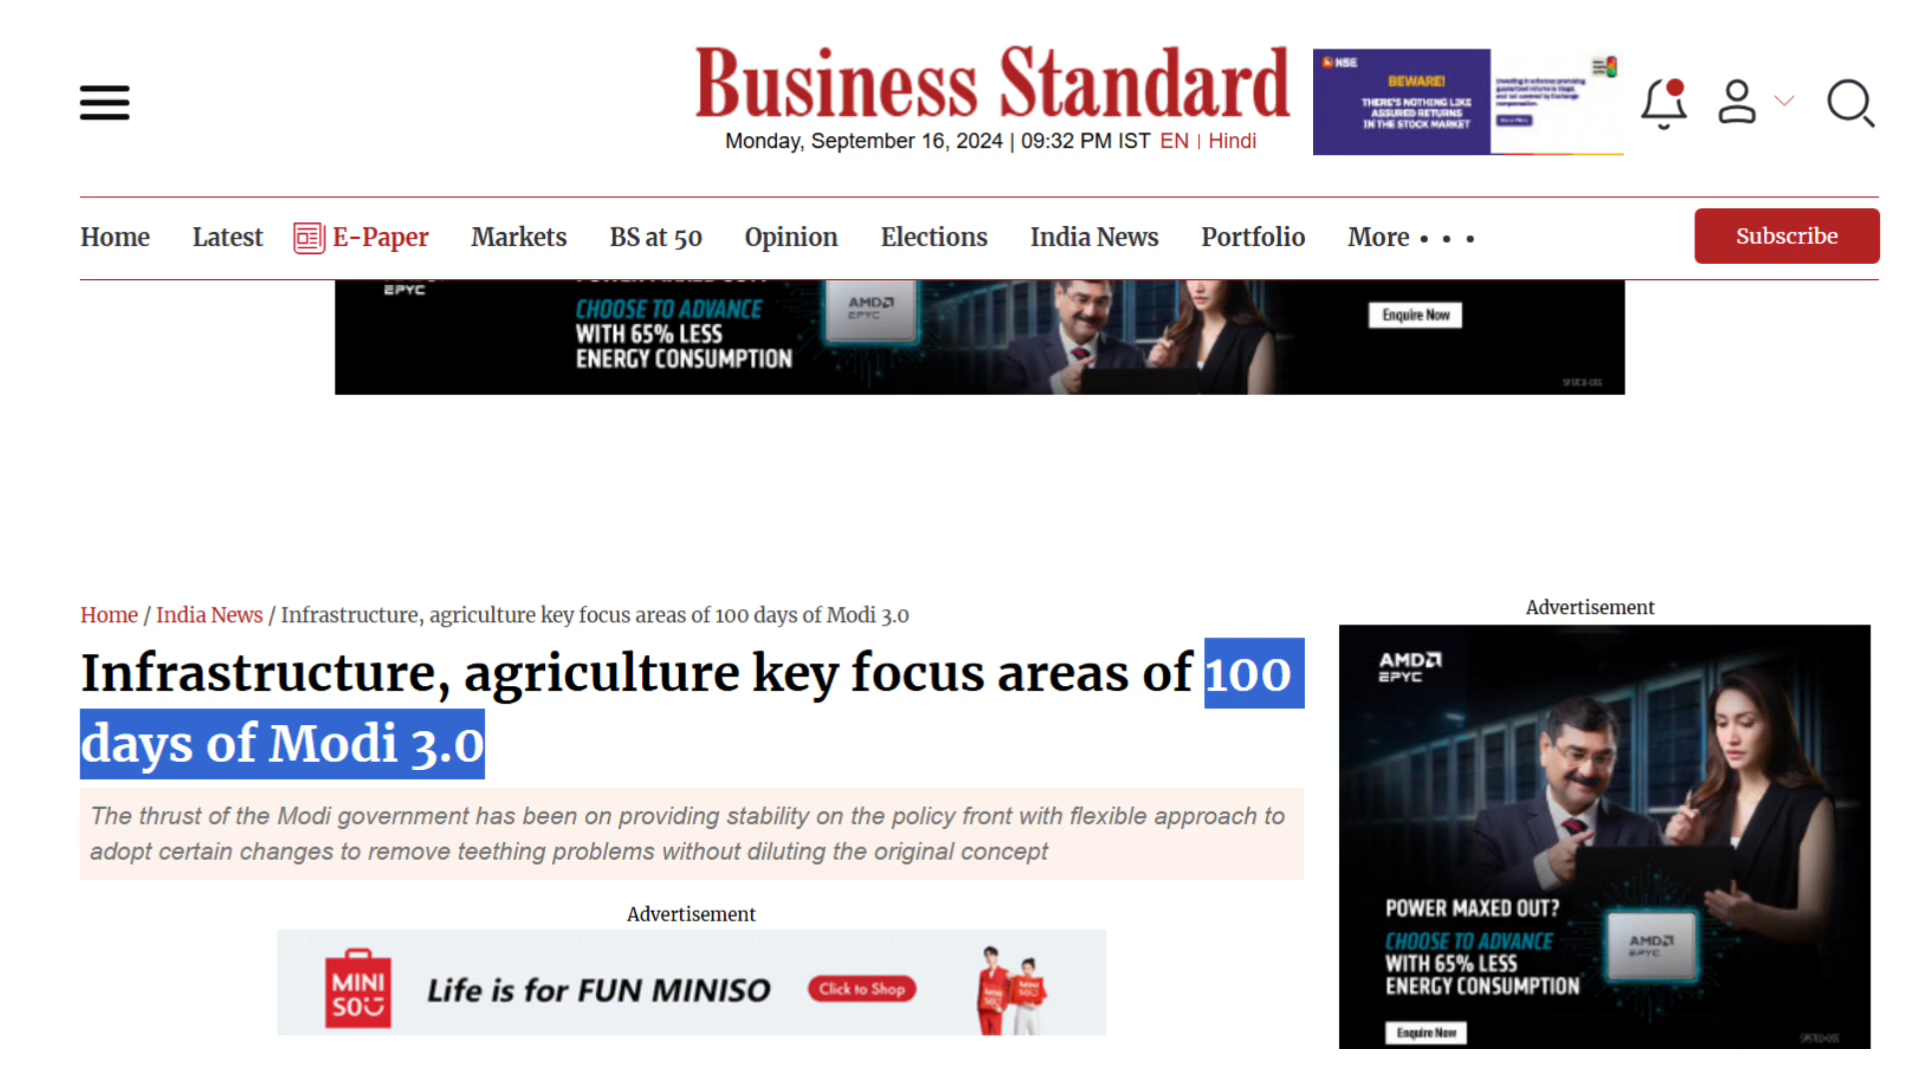 Business Standard
Monday, September 16, 2024 | 09:32 PM IST EN | Hindi
NSE
BEWARE!
THERE'S NOTHING LIKE
ASSURED RETURNS
IN THE STOCK MARKET
Home Latest E-Paper Markets BS at 50 Opinion Elections India News Portfolio More • • •
Subscribe
EPYC
CHOOSE TO ADVANCE
WITH 65% LESS
ENERGY CONSUMPTION
AMD
EPYC
Enquire Now
Home / India News / Infrastructure, agriculture key focus areas of 100 days of Modi 3.0
Infrastructure, agriculture key focus areas of 100
days of Modi 3.0
The thrust of the Modi government has been on providing stability on the policy front with flexible approach to
adopt certain changes to remove teething problems without diluting the original concept
Advertisement
MINI
SO
Life is for FUN MINISO
Click to Shop
Advertisement
AMD
EPYC
POWER MAXED OUT?
CHOOSE TO ADVANCE
WITH 65% LESS
ENERGY CONSUMPTION
AMD
EPYC
Enquire Now